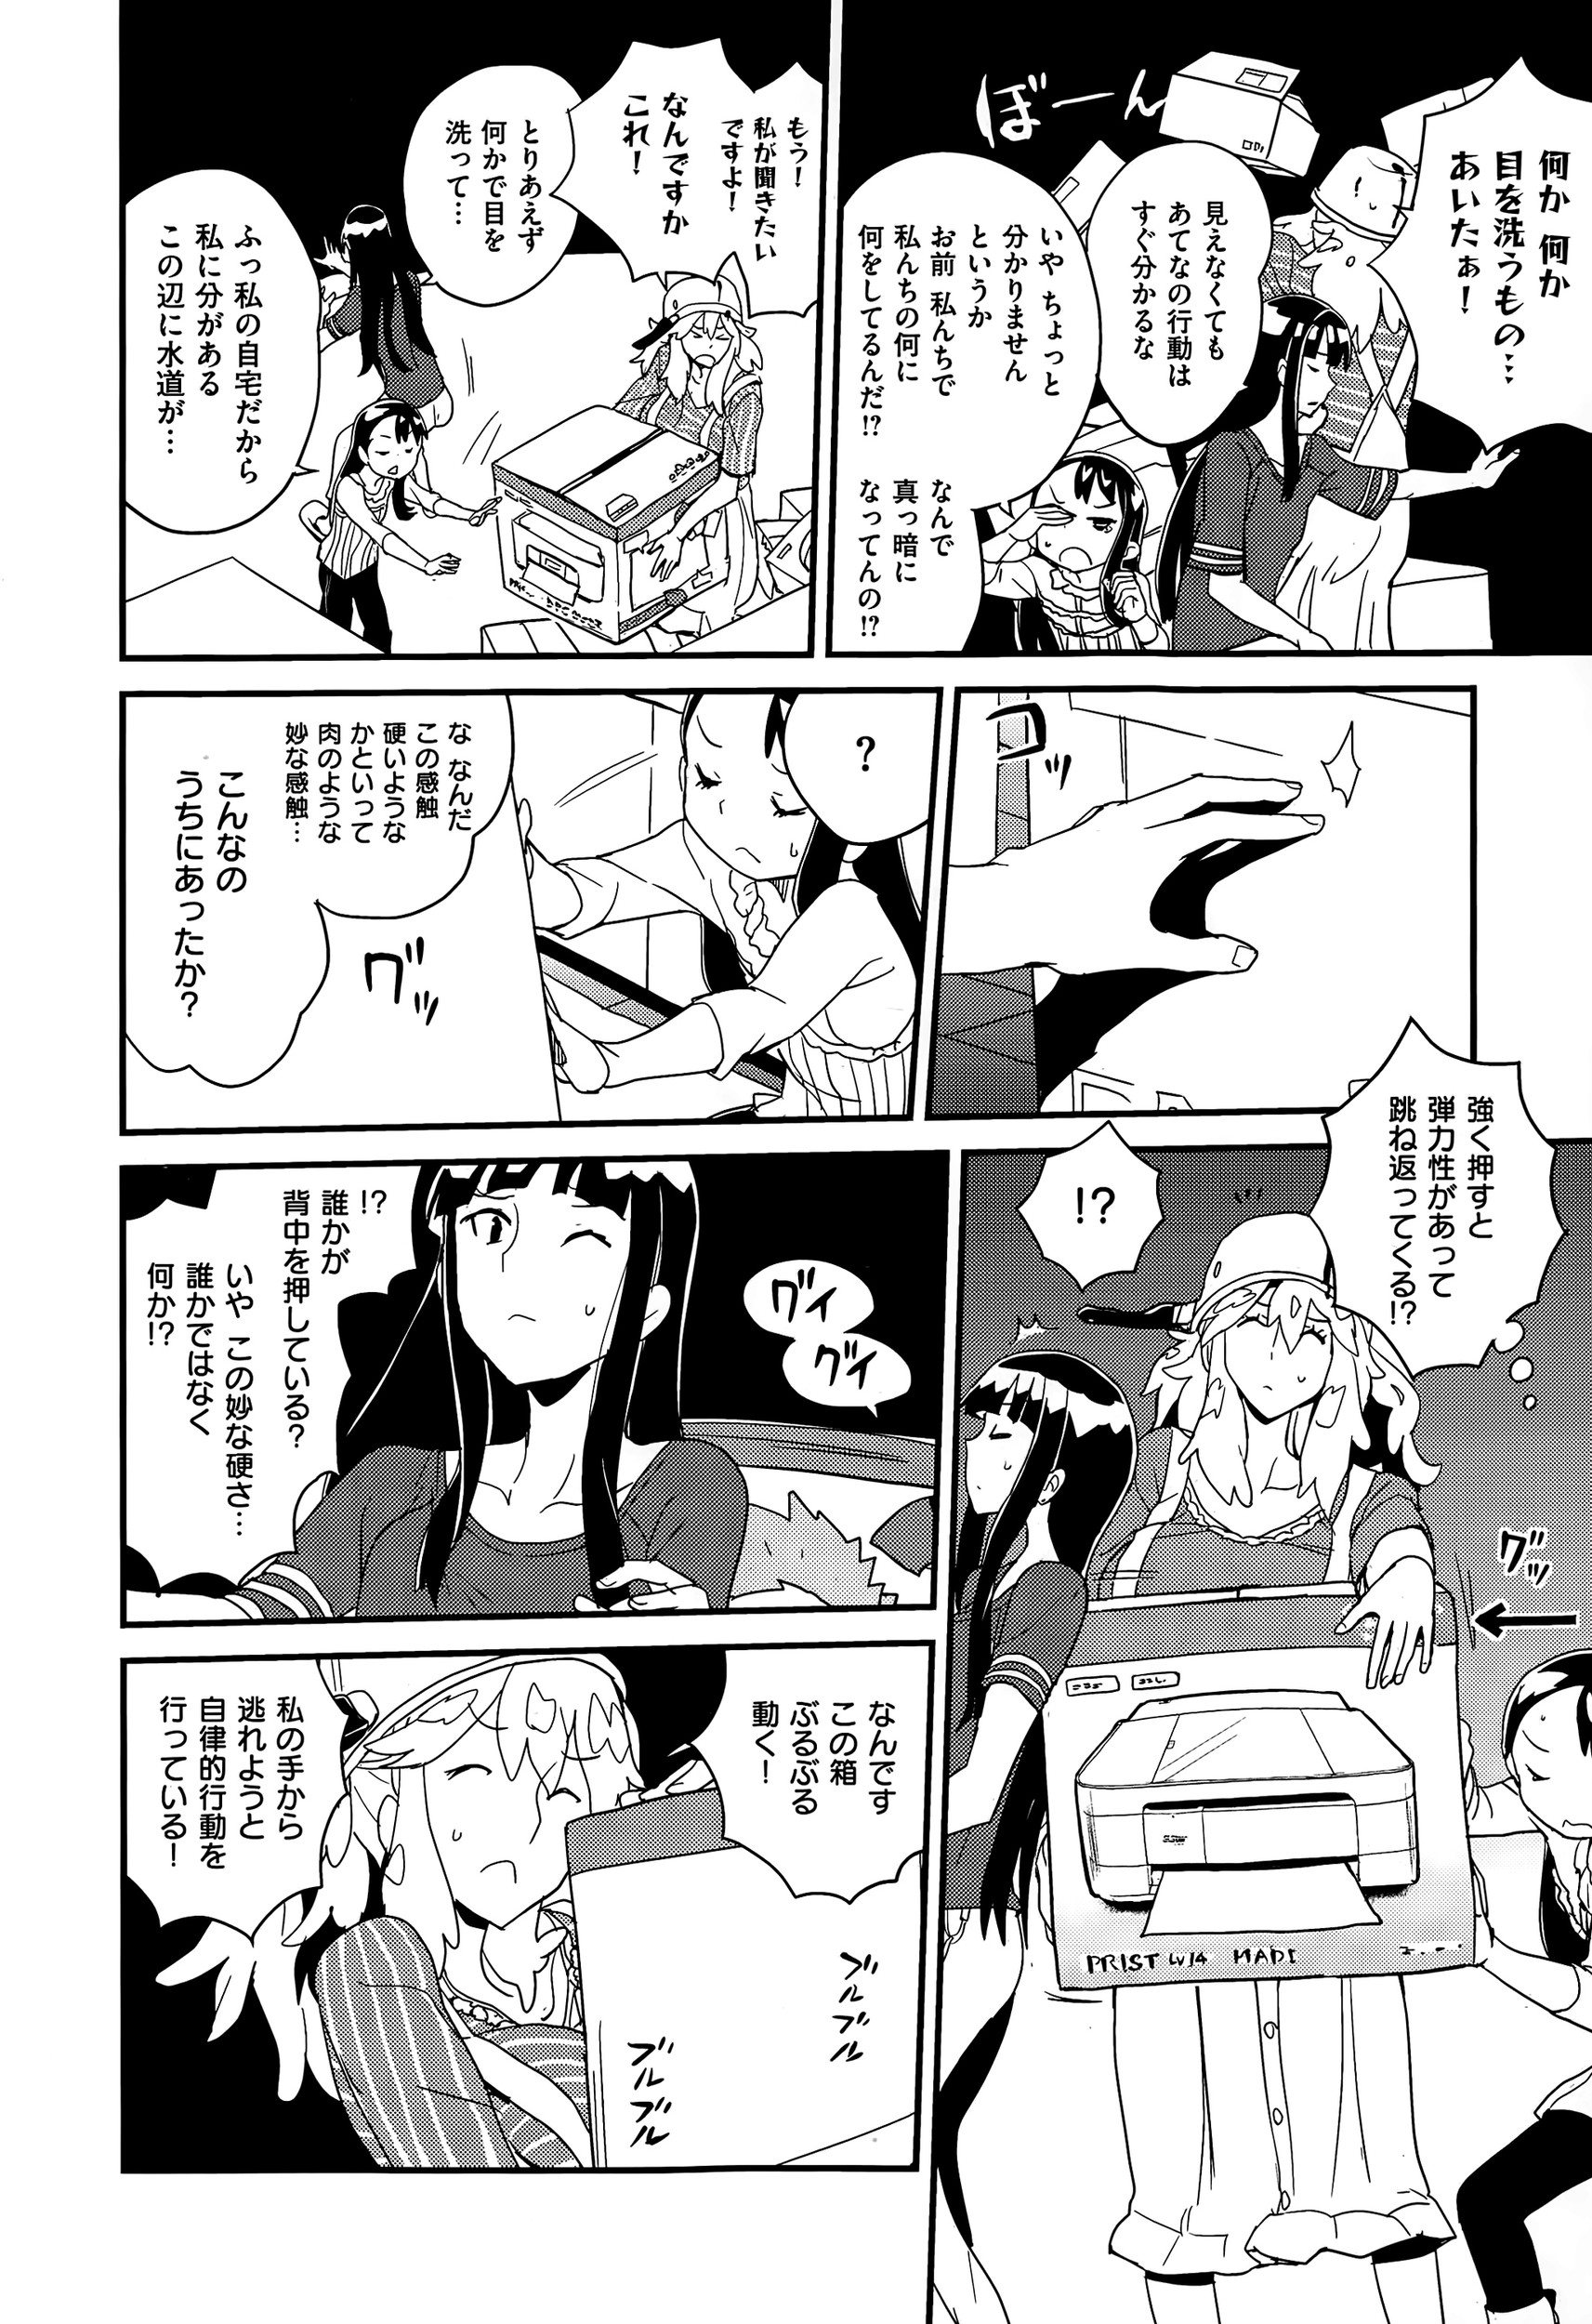 何か 何か
目を洗うもの…
あいたぁ！
ぼーん
見えなくても
あてなの行動は
すぐ分かるな
いや ちょっと
分かりません
というか
お前 私んちで
私んちの何に
何をしてるんだ!?
なんで
真っ暗に
なってんの!?
もう！
私が聞きたい
ですよ！
なんですか
これ！
とりあえず
何かで目を
洗って…
ふっ私の自宅だから
私に分がある
この辺に水道が…
コッ
？
な なんだ
この感触
硬いような
かといって
肉のような
妙な感触…
グッ
こんなの
うちにあったか？
強く押すと
弾力性があって
跳ね返ってくる!?
!?
グッ
PRIST LV14 MADI
グイ
グイ
!?
誰かが
背中を押している？
いや この妙な硬さ…
誰かではなく
何か!?
なんです
この箱
ぶるぶる
動く！
ブルブル
ブルブル
私の手から
逃れようと
自律的行動を
行っている！